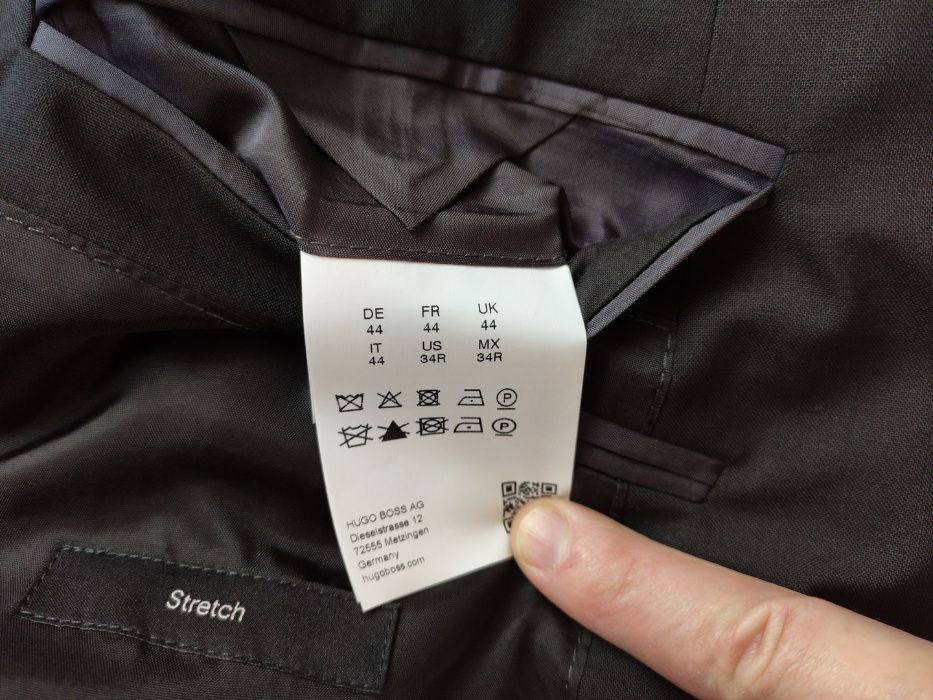 DE FR UK
44 44 44
IT US MX
44 34R 34R
P
P
HUGO BOSS AG
Dieselstrasse 12
72555 Metzingen
Germany
hugoboss.com
Stretch